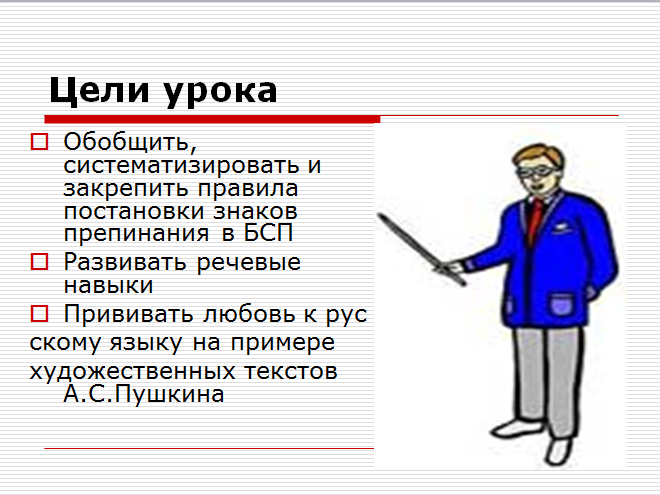 Цели урока
Обобщить,
систематизировать и
закрепить правила
постановки знаков
препинания в БСП
Развивать речевые
навыки
Прививать любовь к рус
скому языку на примере
художественных текстов
А.С.Пушкина